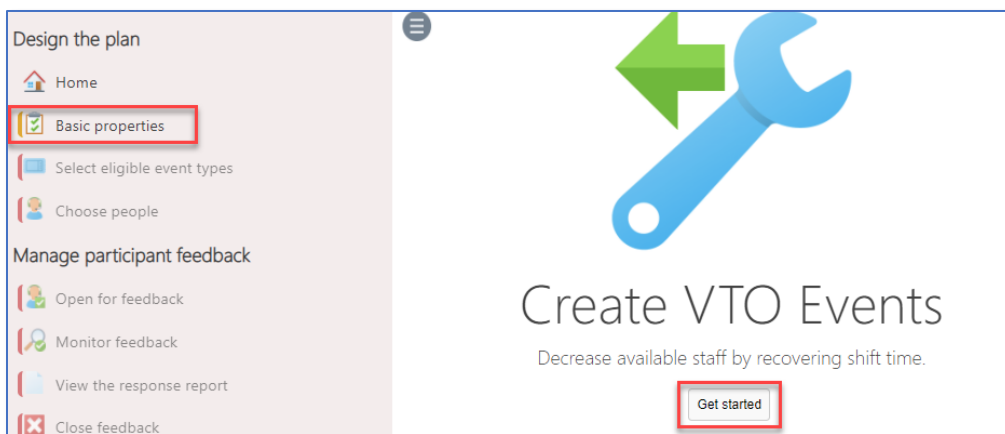 Design the plan
Home
Basic properties
Select eligible event types
Choose people
Manage participant feedback
Open for feedback
Monitor feedback
View the response report
Close feedback
Create VTO Events
Decrease available staff by recovering shift time.
Get started